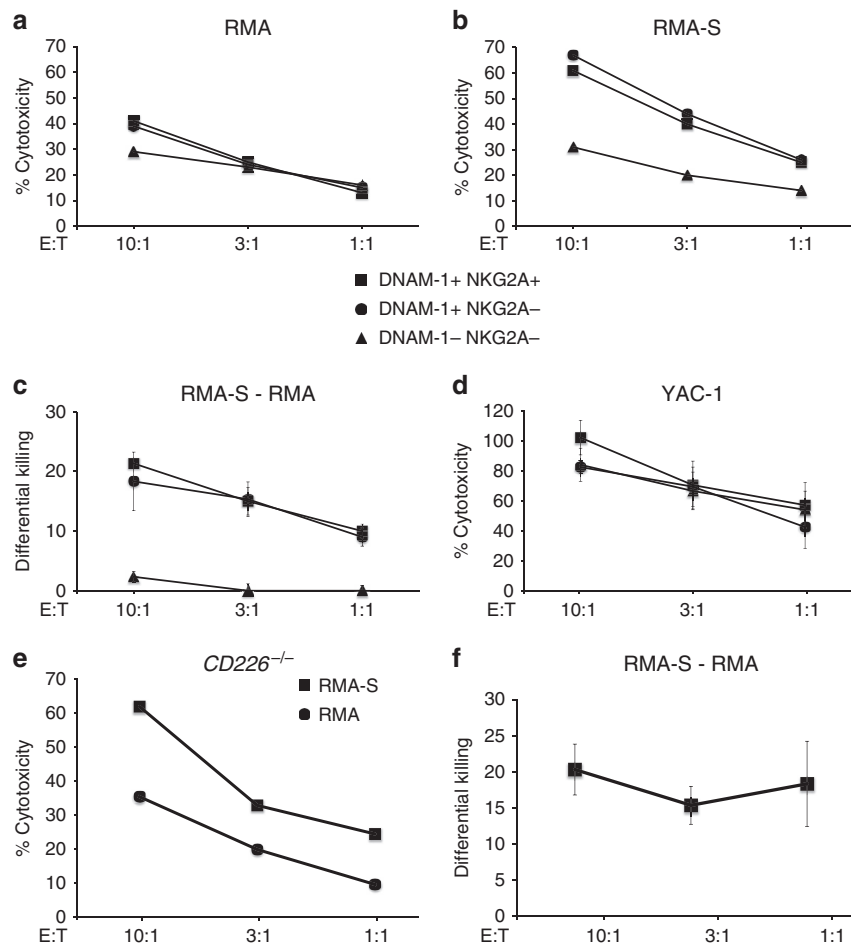 a
RMA
% Cytotoxicity
70
60
50
40
30
20
10
0
E:T
10:1
3:1
1:1
b
RMA-S
% Cytotoxicity
70
60
50
40
30
20
10
0
E:T
10:1
3:1
1:1
DNAM-1+ NKG2A+
DNAM-1+ NKG2A–
DNAM-1– NKG2A–
c
RMA-S - RMA
Differential killing
30
20
10
0
E:T
10:1
3:1
1:1
d
YAC-1
% Cytotoxicity
120
100
80
60
40
20
0
E:T
10:1
3:1
1:1
e
CD226–/–
RMA-S
RMA
% Cytotoxicity
70
60
50
40
30
20
10
0
E:T
10:1
3:1
1:1
f
RMA-S - RMA
Differential killing
30
25
20
15
10
5
0
E:T
10:1
3:1
1:1